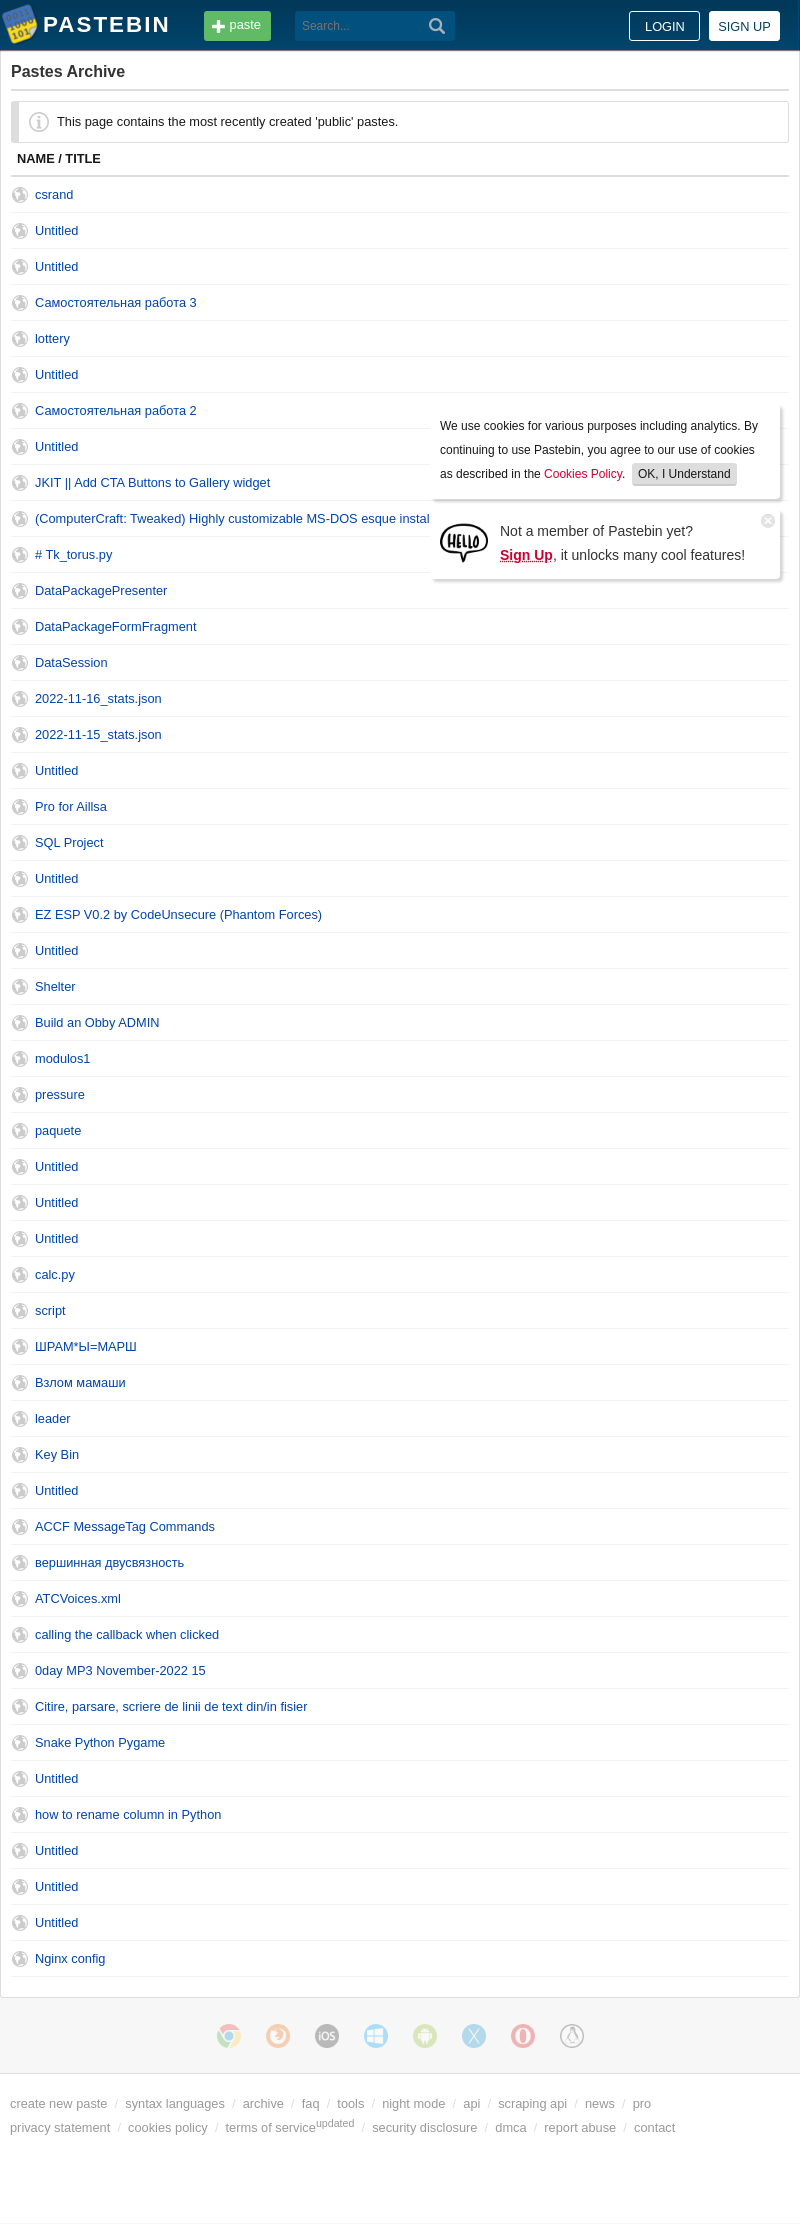 PASTEBIN
paste
Search...
LOGIN
SIGN UP
Pastes Archive
This page contains the most recently created 'public' pastes.
NAME / TITLE
csrand
Untitled
Untitled
Самостоятельная работа 3
lottery
Untitled
Самостоятельная работа 2
Untitled
JKIT || Add CTA Buttons to Gallery widget
(ComputerCraft: Tweaked) Highly customizable MS-DOS esque instal
# Tk_torus.py
We use cookies for various purposes including analytics. By
continuing to use Pastebin, you agree to our use of cookies
as described in the Cookies Policy. OK, I Understand
HELLO
Not a member of Pastebin yet?
Sign Up, it unlocks many cool features!
DataPackagePresenter
DataPackageFormFragment
DataSession
2022-11-16_stats.json
2022-11-15_stats.json
Untitled
Pro for Aillsa
SQL Project
Untitled
EZ ESP V0.2 by CodeUnsecure (Phantom Forces)
Untitled
Shelter
Build an Obby ADMIN
modulos1
pressure
paquete
Untitled
Untitled
Untitled
calc.py
script
ШРАМ*Ы=МАРШ
Взлом мамаши
leader
Key Bin
Untitled
ACCF MessageTag Commands
вершинная двусвязность
ATCVoices.xml
calling the callback when clicked
0day MP3 November-2022 15
Citire, parsare, scriere de linii de text din/in fisier
Snake Python Pygame
Untitled
how to rename column in Python
Untitled
Untitled
Untitled
Nginx config
iOS
create new paste / syntax languages / archive / faq / tools / night mode / api / scraping api / news / pro
privacy statement / cookies policy / terms of service updated / security disclosure / dmca / report abuse / contact